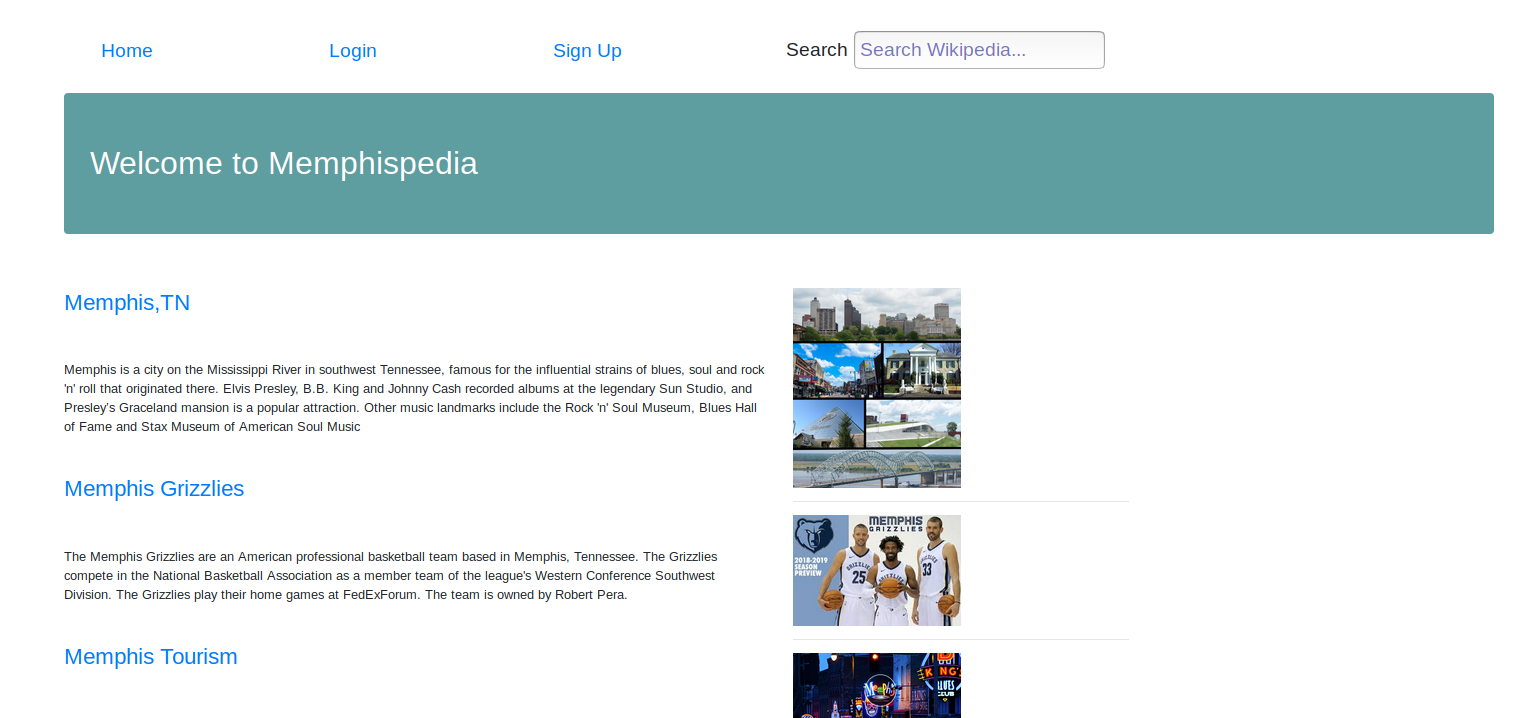 Home Login Sign Up Search Search Wikipedia...
Welcome to Memphispedia
Memphis,TN
Memphis is a city on the Mississippi River in southwest Tennessee, famous for the influential strains of blues, soul and rock
'n' roll that originated there. Elvis Presley, B.B. King and Johnny Cash recorded albums at the legendary Sun Studio, and
Presley's Graceland mansion is a popular attraction. Other music landmarks include the Rock 'n' Soul Museum, Blues Hall
of Fame and Stax Museum of American Soul Music
Memphis Grizzlies
The Memphis Grizzlies are an American professional basketball team based in Memphis, Tennessee. The Grizzlies
compete in the National Basketball Association as a member team of the league's Western Conference Southwest
Division. The Grizzlies play their home games at FedExForum. The team is owned by Robert Pera.
MEMPHIS
GRIZZLIES
2018-2019
SEASON
PREVIEW
GRIZZLIES
25
GRIZZLIES
GRIZZLIES
33
Memphis Tourism
Memphis
KING'S
BLUES
CLUB